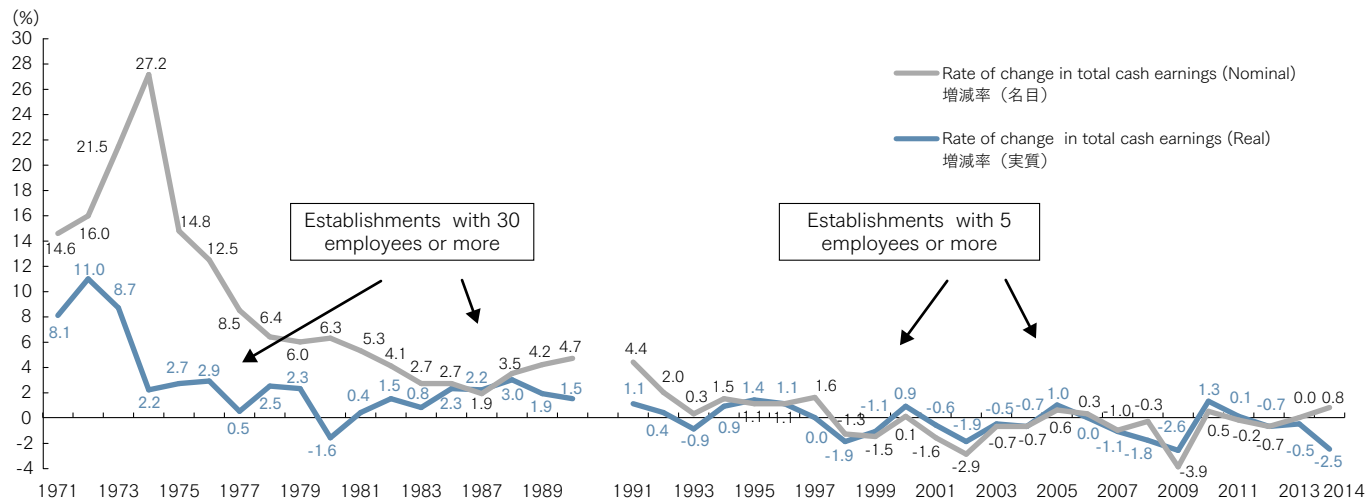 (%)
30
28
26
24
22
20
18
16
14
12
10
8
6
4
2
0
-2
-4
Rate of change in total cash earnings (Nominal)
増減率（名目）
Rate of change in total cash earnings (Real)
増減率（実質）
Establishments with 30
employees or more
Establishments with 5
employees or more
14.6 16.0 21.5 27.2 14.8 12.5 8.5 6.4 6.0 6.3 5.3 4.1 2.7 2.7 1.9 3.5 4.2 4.7
8.1 11.0 8.7 2.2 2.7 2.9 0.5 2.5 2.3 -1.6 0.4 1.5 0.8 2.3 2.2 3.0 1.9 1.5
4.4 2.0 0.3 1.5 1.1 1.1 1.6 -1.3 -1.5 0.1 -1.6 -2.9 -0.7 -0.7 0.6 0.3 -1.0 -0.3 -3.9 0.5 -0.2 -0.7 0.0 0.8
1.1 0.4 -0.9 0.9 1.4 1.1 0.0 -1.9 -1.1 0.9 -0.6 -1.9 -0.5 -0.7 1.0 0.0 -1.1 -1.8 -2.6 1.3 0.1 -0.7 -0.5 -2.5
1971 1973 1975 1977 1979 1981 1983 1985 1987 1989 1991 1993 1995 1997 1999 2001 2003 2005 2007 2009 2011 2013 2014